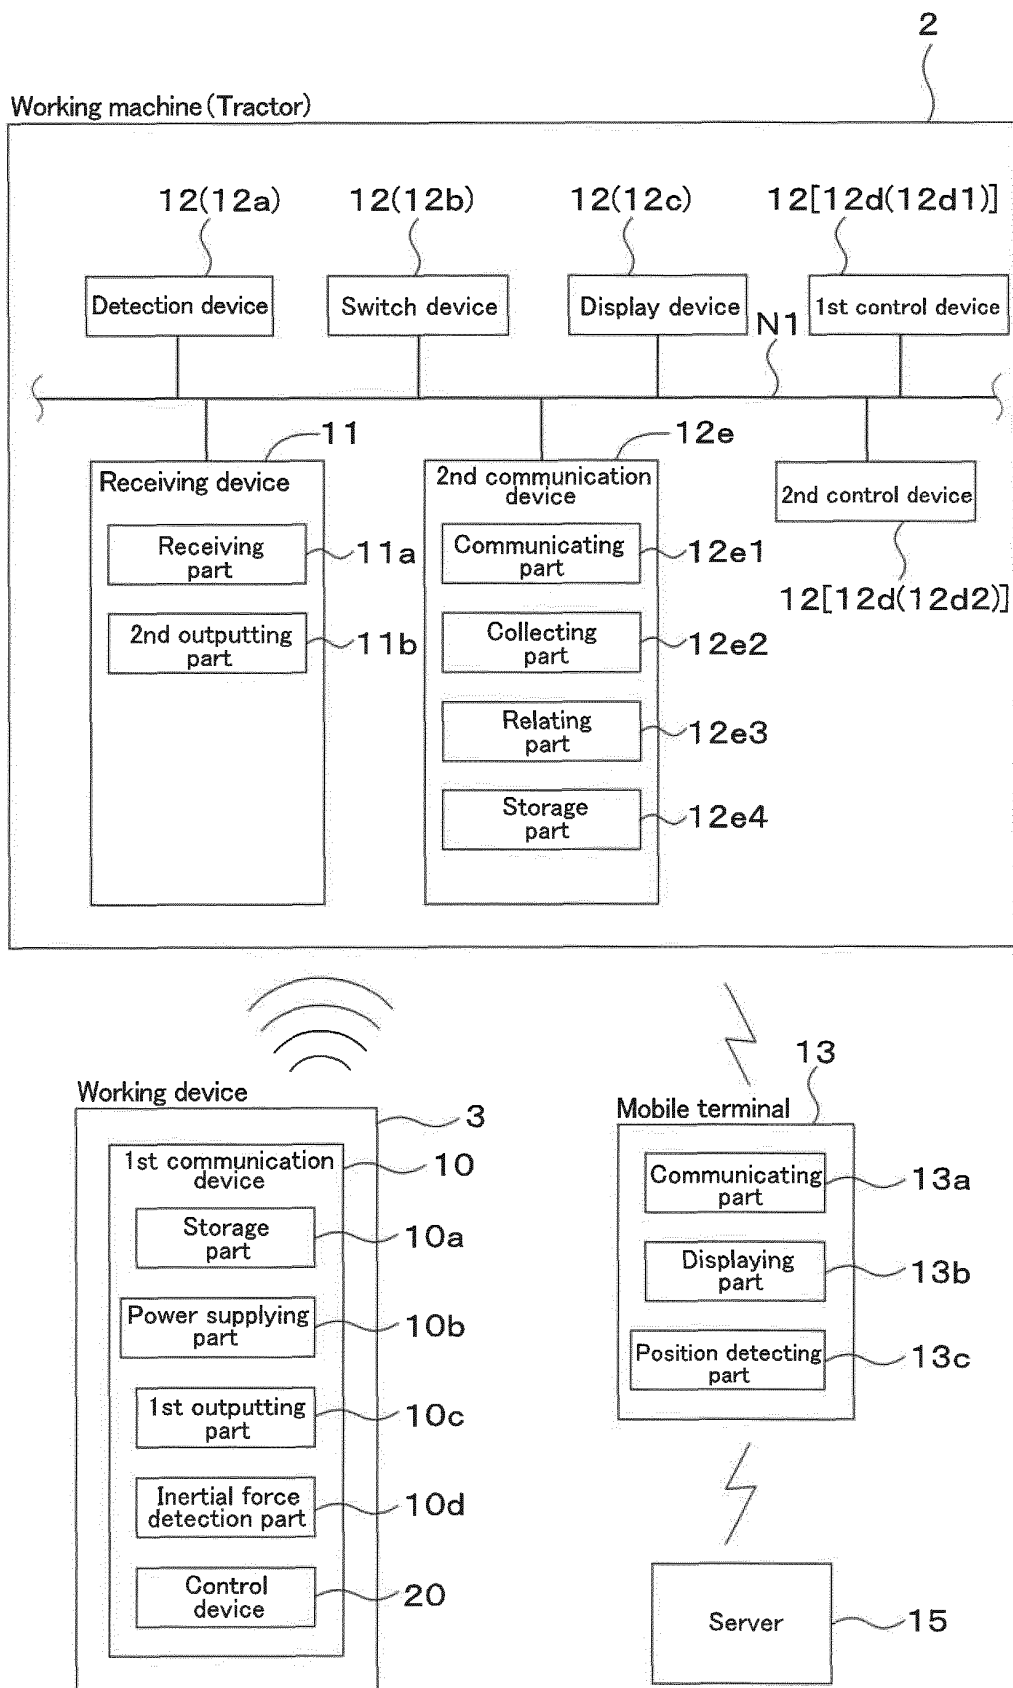 2
Working machine(Tractor)
12(12a)
12(12b)
12(12c)
12[12d(12d1)]
Detection device
Switch device
Display device
1st control device
N1
11
12e
Receiving device
2nd communication
device
2nd control device
Receiving
part
11a
Communicating
part
12e1
12[12d(12d2)]
2nd outputting
part
11b
Collecting
part
12e2
Relating
part
12e3
Storage
part
12e4
Working device
3
13
Mobile terminal
1st communication
device
10
Communicating
part
13a
Storage
part
10a
Displaying
part
13b
Power supplying
part
10b
Position detecting
part
13c
1st outputting
part
10c
Inertial force
detection part
10d
Control
device
20
Server
15